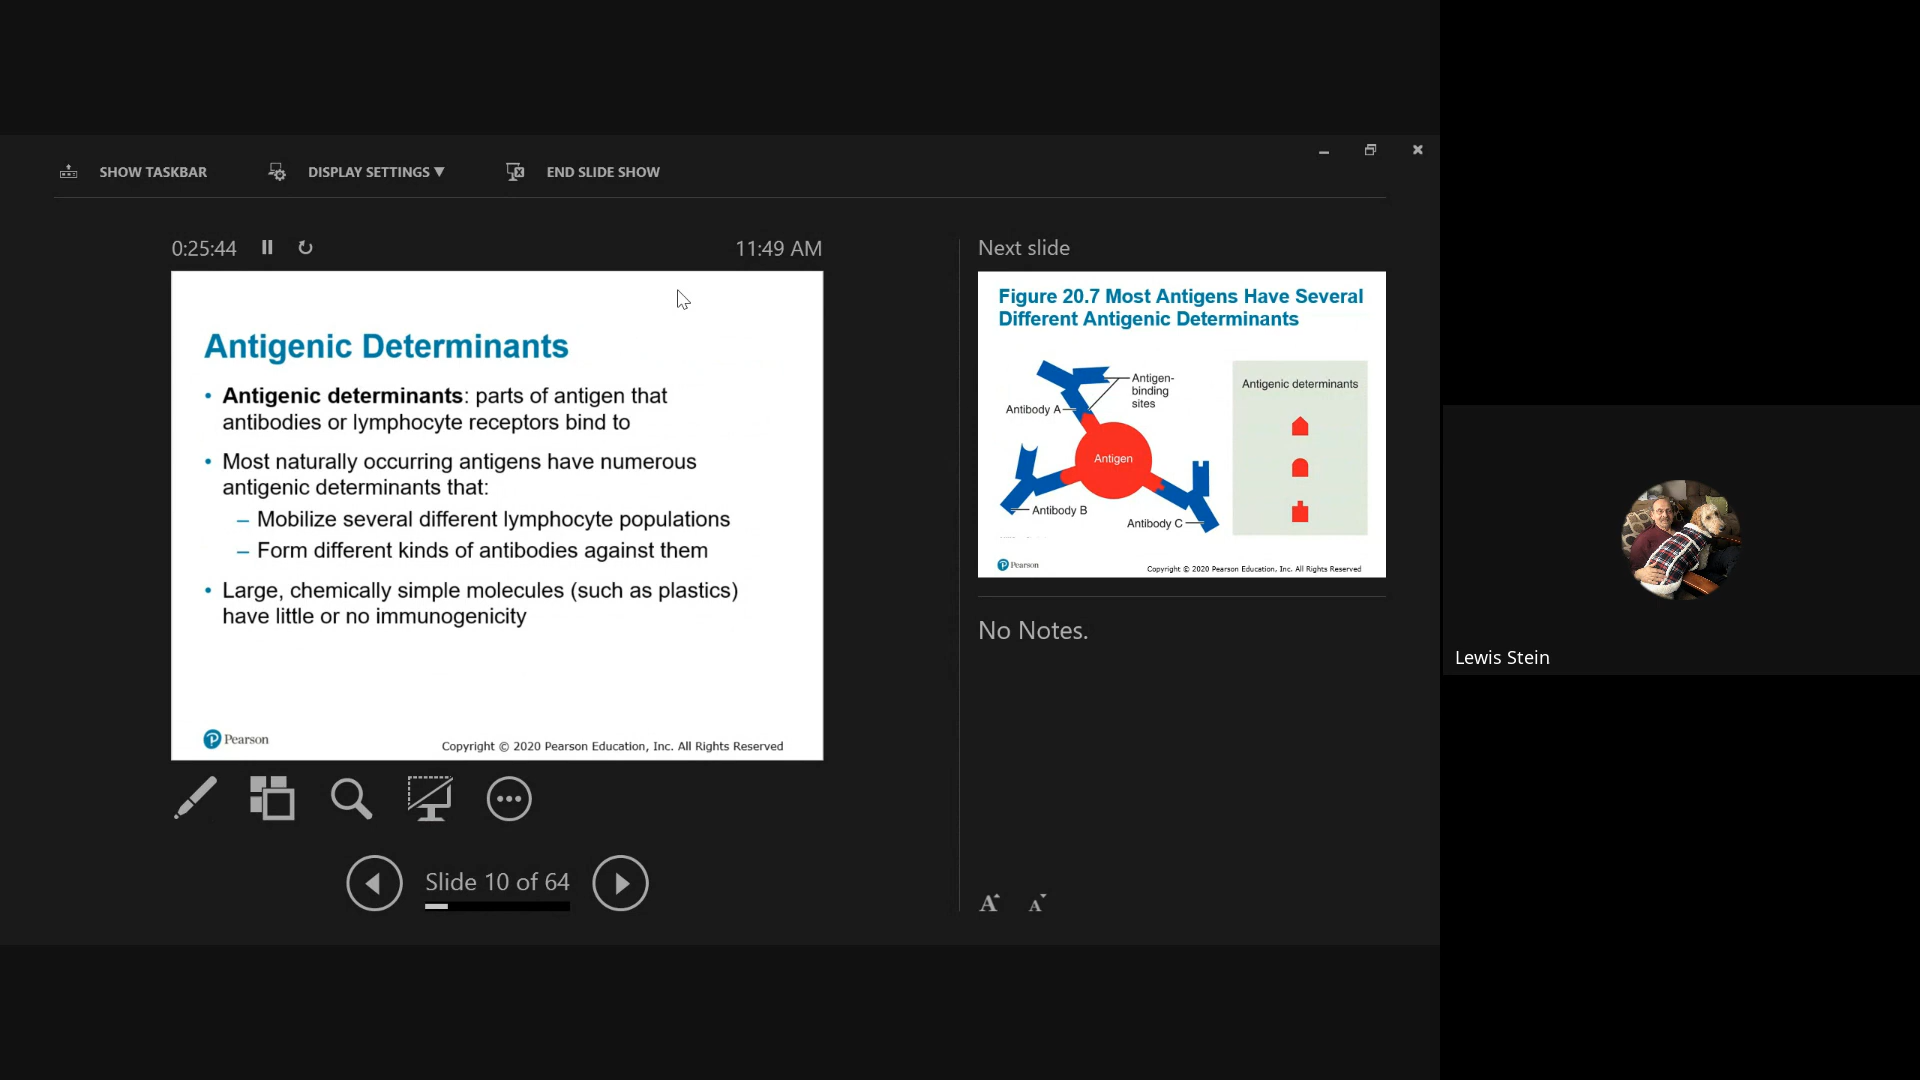 SHOW TASKBAR
DISPLAY SETTINGS ▼
END SLIDE SHOW
0:25:44
11:49 AM
Antigenic Determinants
• Antigenic determinants: parts of antigen that
antibodies or lymphocyte receptors bind to
• Most naturally occurring antigens have numerous
antigenic determinants that:
– Mobilize several different lymphocyte populations
– Form different kinds of antibodies against them
• Large, chemically simple molecules (such as plastics)
have little or no immunogenicity
Pearson
Copyright © 2020 Pearson Education, Inc. All Rights Reserved
Slide 10 of 64
Next slide
Figure 20.7 Most Antigens Have Several
Different Antigenic Determinants
Antigen-
binding
sites
Antibody A
Antigen
Antibody B
Antibody C
Antigenic determinants
Pearson
Copyright © 2020 Pearson Education, Inc. All Rights Reserved
No Notes.
A A
Lewis Stein